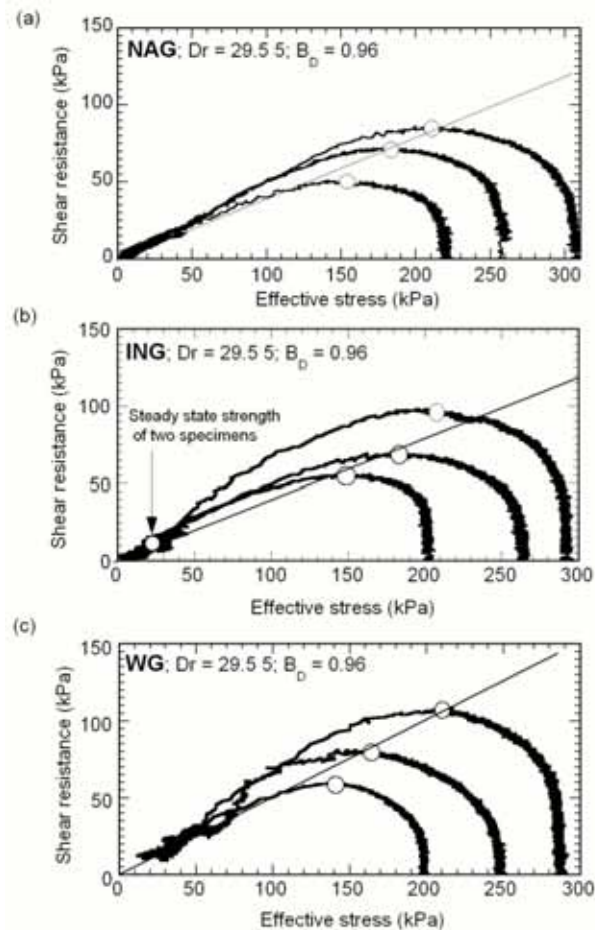 (a)
150
NAG; Dr = 29.5 5; B_D = 0.96
100
50
0
Shear resistance (kPa)
0 50 100 150 200 250 300
Effective stress (kPa)
(b)
150
ING; Dr = 29.5 5; B_D = 0.96
100
Steady state strength
of two specimens
50
0
Shear resistance (kPa)
0 50 100 150 200 250 300
Effective stress (kPa)
(c)
150
WG; Dr = 29.5 5; B_D = 0.96
100
50
0
Shear resistance (kPa)
0 50 100 150 200 250 300
Effective stress (kPa)